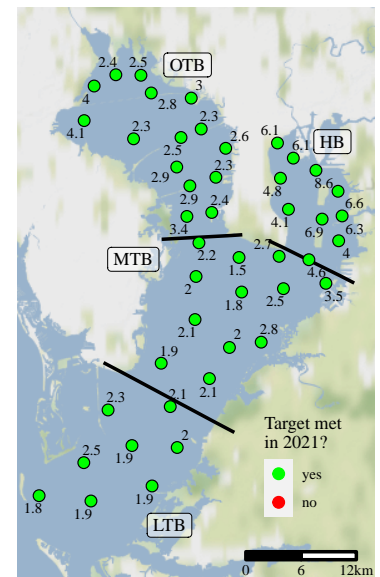 2.4 2.5 OTB
4 2.8 3
4.1 2.3 2.3
2.5 2.6 6.1 HB
6.1
2.9 2.3 4.8 8.6
2.9 6.6
3.4 2.4 4.1 6.9 6.3
MTB 2.2 2.7 4
1.5 4.6
2 1.8 2.5 3.5
2.1
2 2.8
1.9
2.1
2.3 2.1
Target met
in 2021?
2.5 1.9 2
yes
1.8 1.9 1.9
no
LTB
0 6 12km